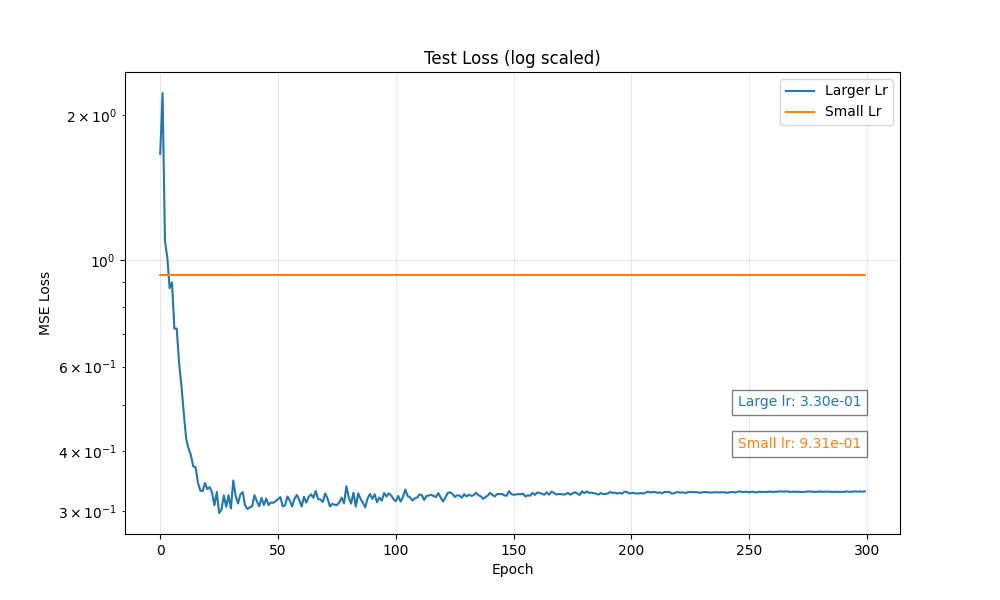 Test Loss (log scaled)
Larger Lr
Small Lr
2 × 10⁰
10⁰
6 × 10⁻¹
4 × 10⁻¹
3 × 10⁻¹
MSE Loss
Large lr: 3.30e-01
Small lr: 9.31e-01
0 50 100 150 200 250 300
Epoch